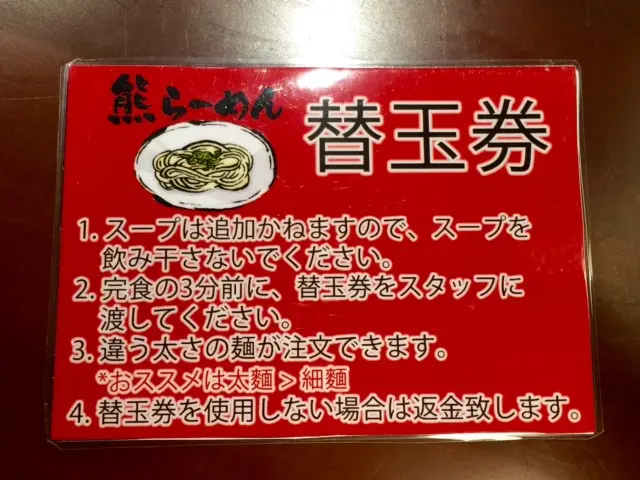 熊らーめん
替玉券
1. スープは追加かねますので、スープを
飲み干さないでください。
2. 完食の3分前に、替玉券をスタッフに
渡してください。
3. 違う太さの麺が注文できます。
*おススメは太麺 > 細麺
4. 替玉券を使用しない場合は返金致します。